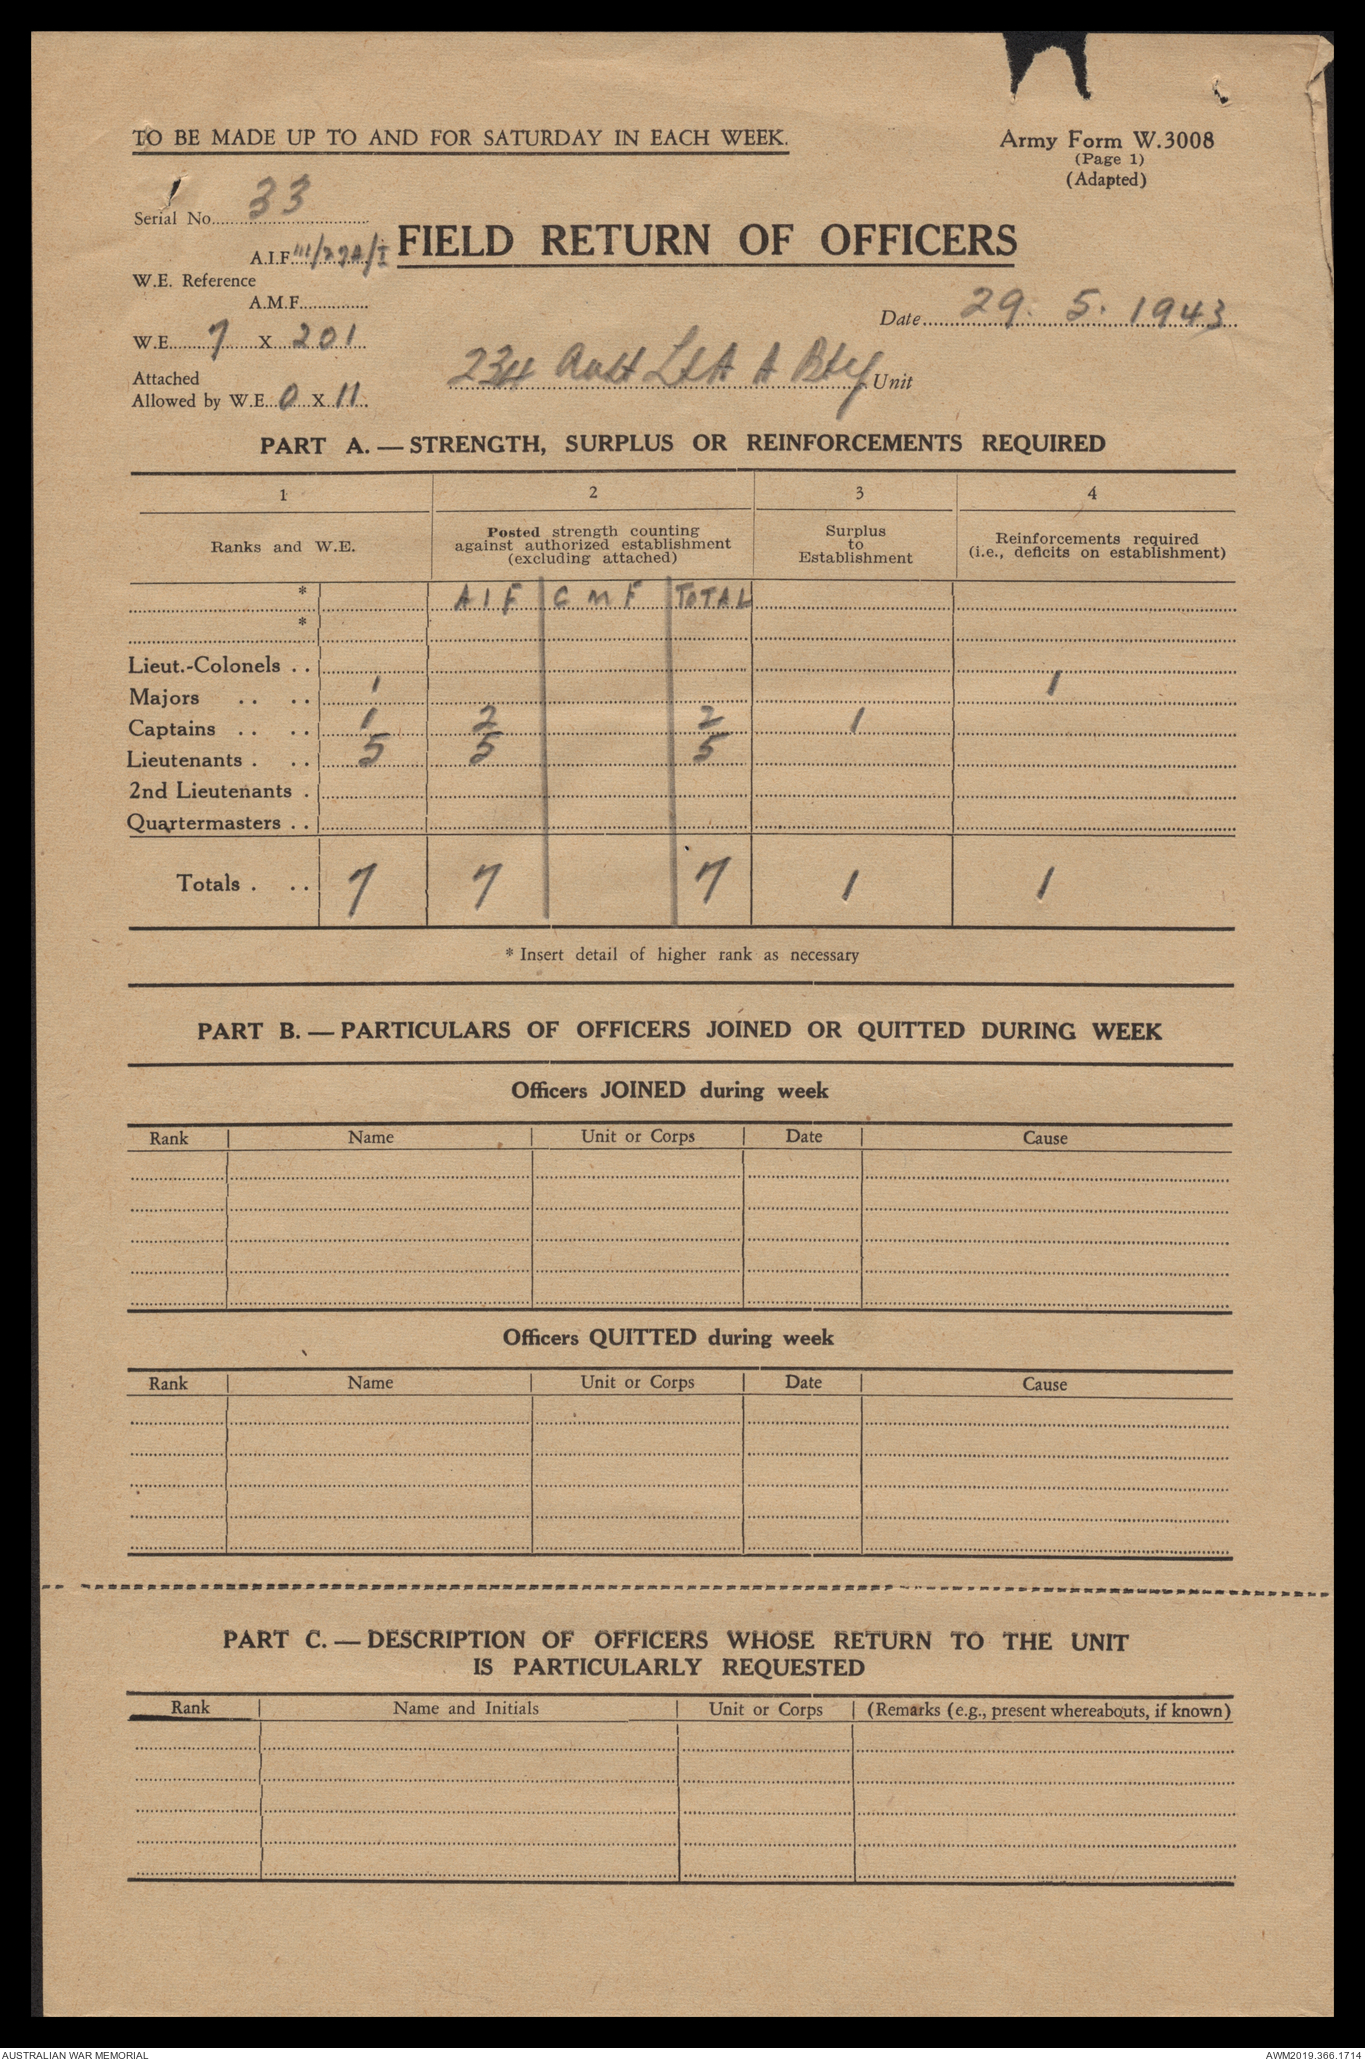 TO BE MADE UP TO AND FOR SATURDAY IN EACH WEEK.
Army Form W.3008
(Page 1)
(Adapted)
Serial No. 33
FIELD RETURN OF OFFICERS
A.I.F. III/27A/I
W.E. Reference
A.M.F.
Date 29. 5. 1943
W.E. 7 X 201
234 Aust Lt A A Bty Unit
Attached
Allowed by W.E. 0 X 11
PART A. — STRENGTH, SURPLUS OR REINFORCEMENTS REQUIRED
1 2 3 4
Ranks and W.E.
Posted strength counting
against authorized establishment
(excluding attached)
Surplus
to
Establishment
Reinforcements required
(i.e., deficits on establishment)
* A I F C M F TOTAL
*
Lieut.-Colonels . .
Majors . . . . 1 1
Captains . . . . 1 2 2 1
Lieutenants . . . 5 5 5
2nd Lieutenants .
Quartermasters . .
Totals . . . 7 7 7 1 1
* Insert detail of higher rank as necessary
PART B. — PARTICULARS OF OFFICERS JOINED OR QUITTED DURING WEEK
Officers JOINED during week
Rank Name Unit or Corps Date Cause
Officers QUITTED during week
Rank Name Unit or Corps Date Cause
PART C. — DESCRIPTION OF OFFICERS WHOSE RETURN TO THE UNIT
IS PARTICULARLY REQUESTED
Rank Name and Initials Unit or Corps (Remarks (e.g., present whereabouts, if known)
AUSTRALIAN WAR MEMORIAL AWM2019.366.1714